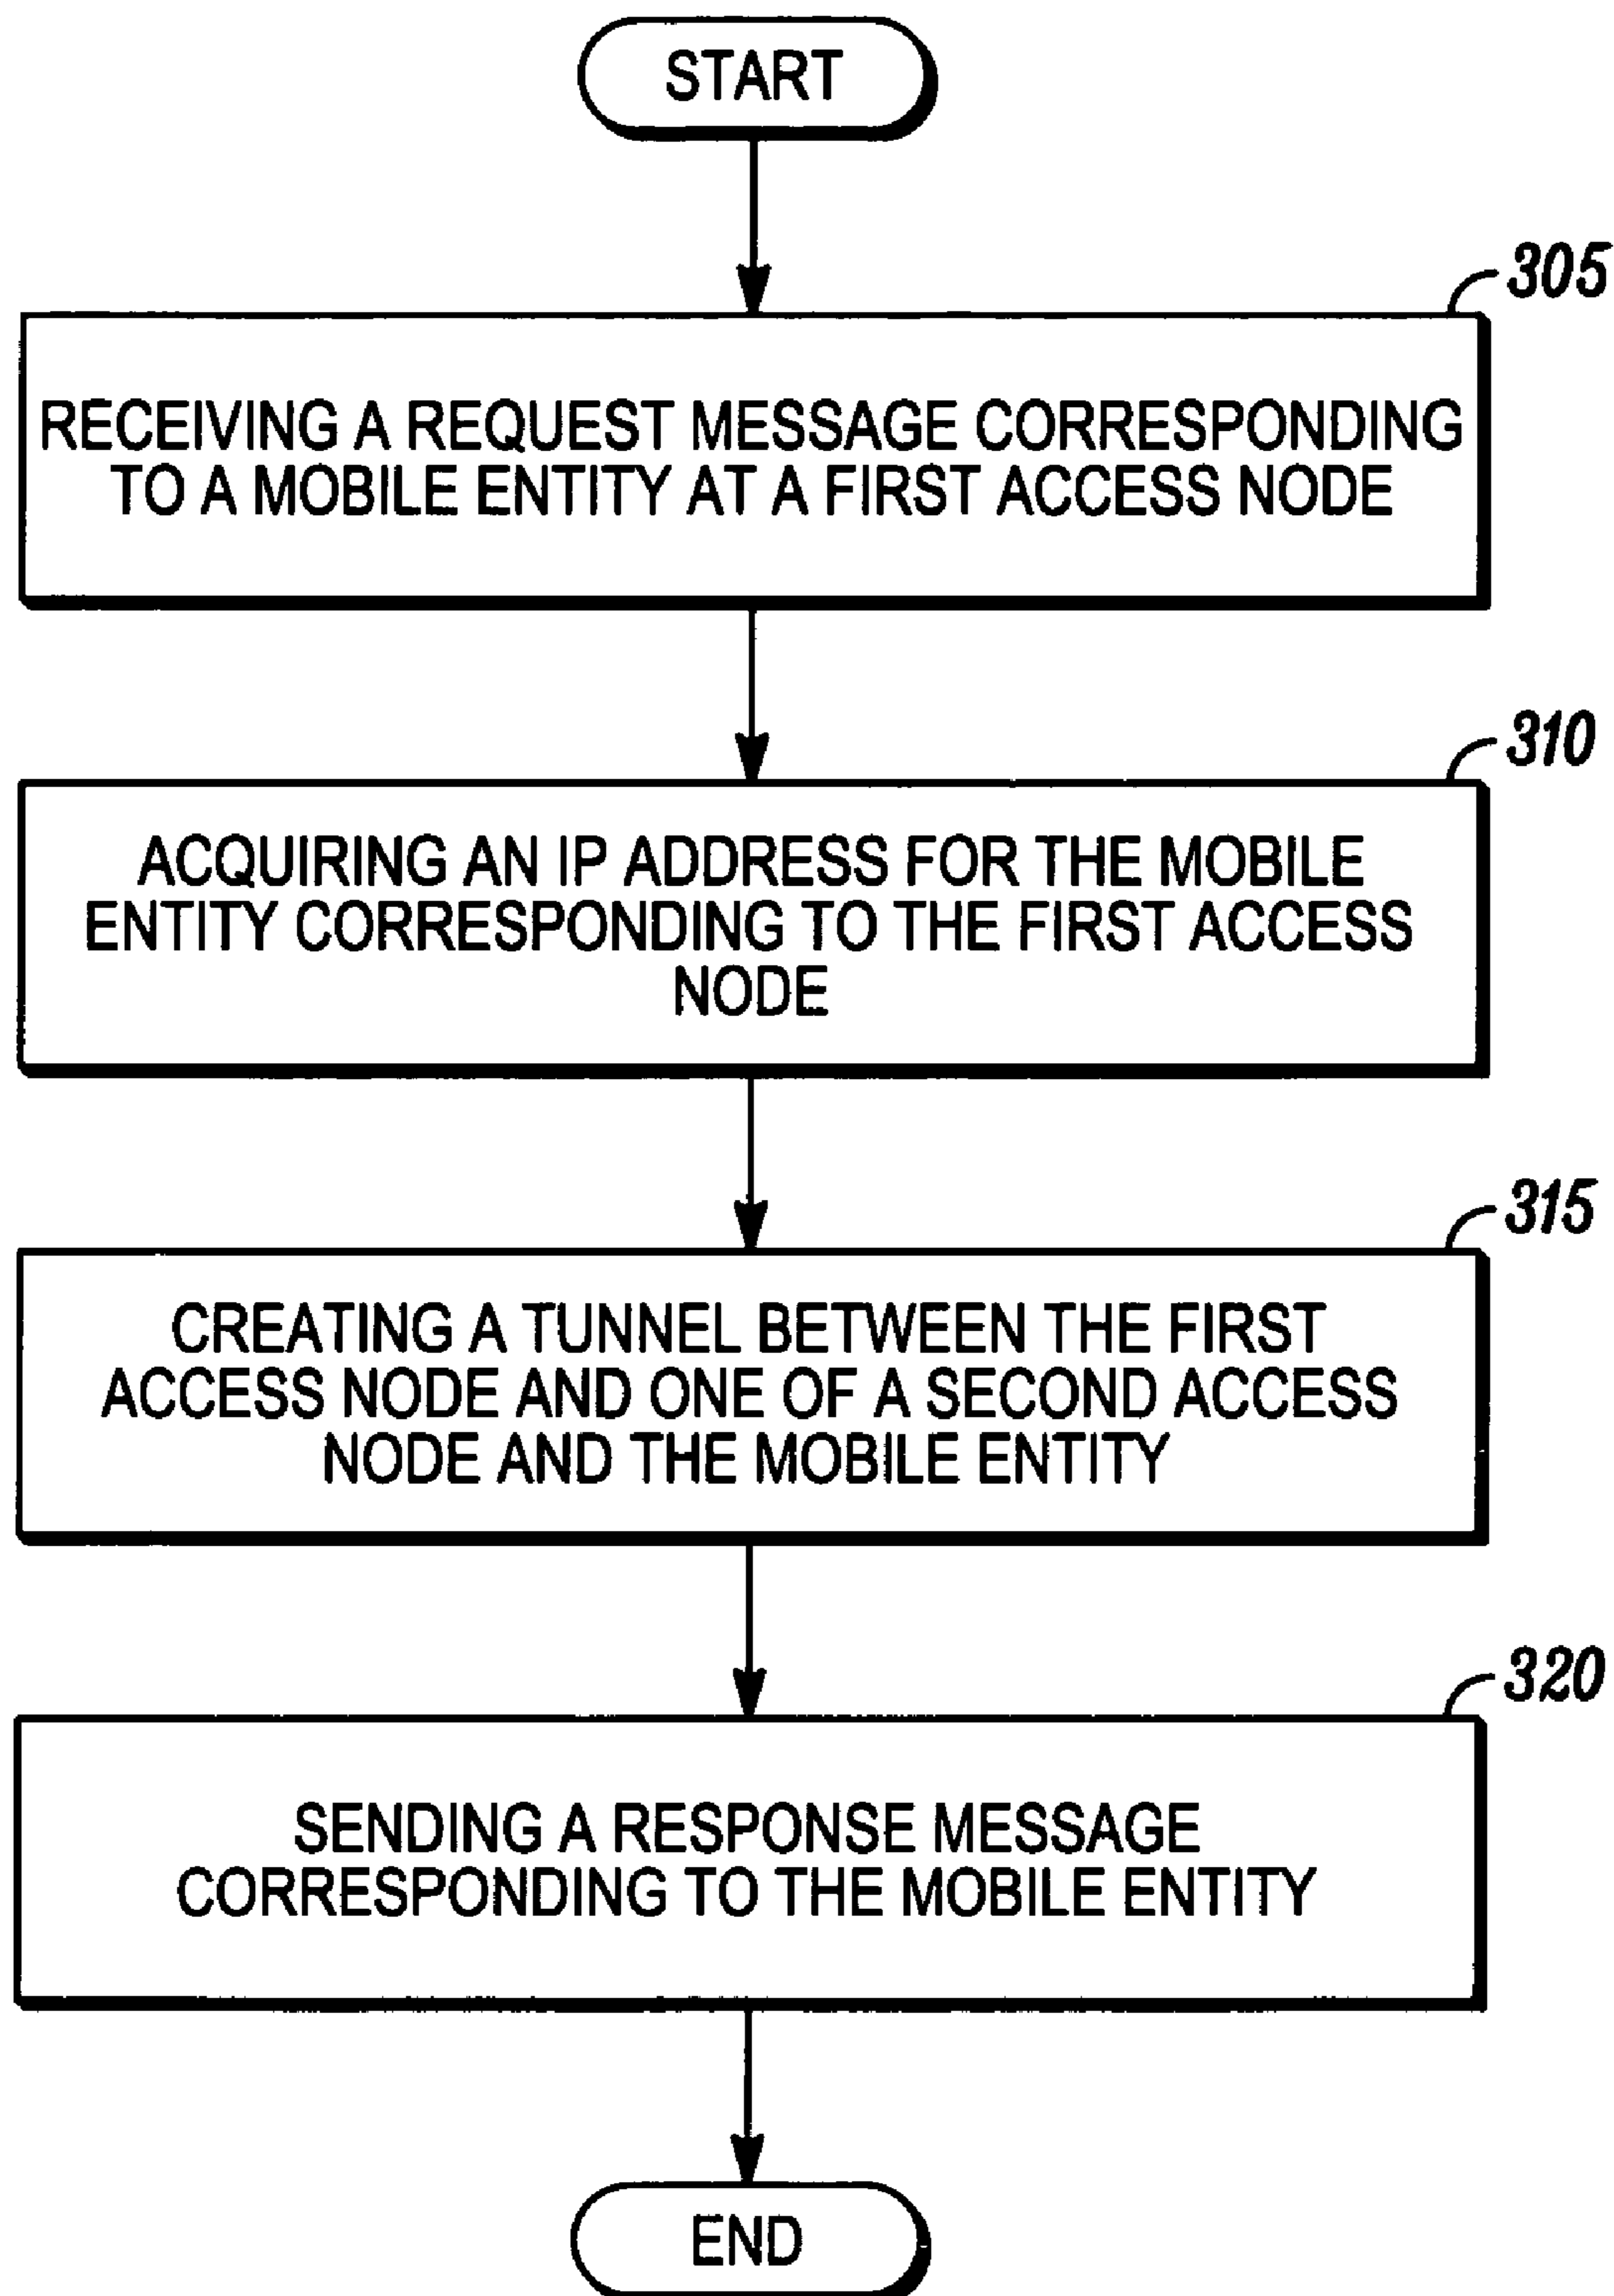 START
305
RECEIVING A REQUEST MESSAGE CORRESPONDING
TO A MOBILE ENTITY AT A FIRST ACCESS NODE
310
ACQUIRING AN IP ADDRESS FOR THE MOBILE
ENTITY CORRESPONDING TO THE FIRST ACCESS
NODE
315
CREATING A TUNNEL BETWEEN THE FIRST
ACCESS NODE AND ONE OF A SECOND ACCESS
NODE AND THE MOBILE ENTITY
320
SENDING A RESPONSE MESSAGE
CORRESPONDING TO THE MOBILE ENTITY
END